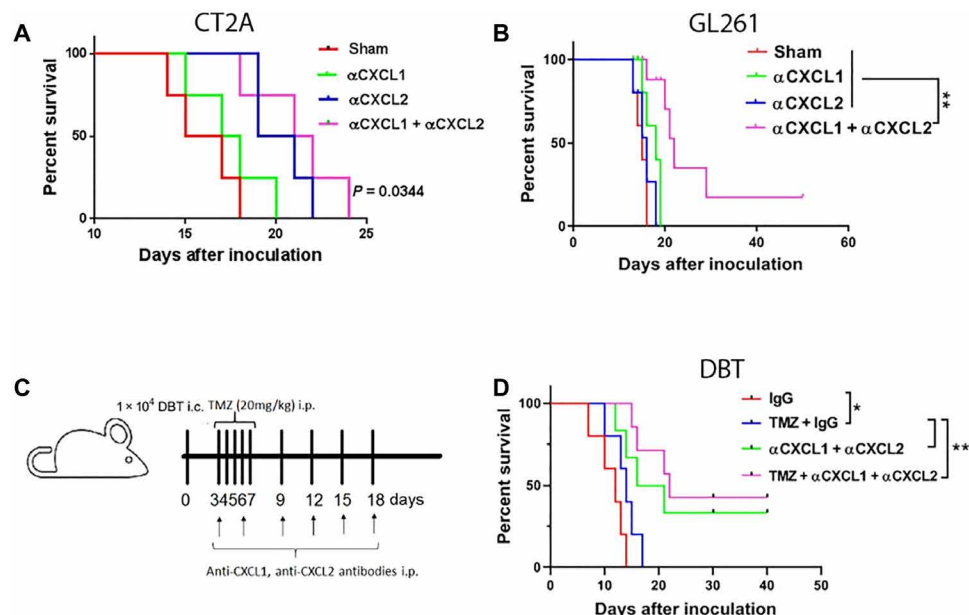 CT2A
A
Percent survival
100
50
0
10
15
20
25
Days after inoculation
Sham
αCXCL1
αCXCL2
αCXCL1 + αCXCL2
P = 0.0344
GL261
B
Percent survival
100
50
0
0
20
40
60
Days after inoculation
Sham
αCXCL1
αCXCL2
αCXCL1 + αCXCL2
**
C
1 × 10⁴ DBT i.c. TMZ (20mg/kg) i.p.
0 34567 9 12 15 18 days
Anti-CXCL1, anti-CXCL2 antibodies i.p.
DBT
D
Percent survival
100
50
0
0
10
20
30
40
50
Days after inoculation
IgG
TMZ + IgG
αCXCL1 + αCXCL2
TMZ + αCXCL1 + αCXCL2
*
**